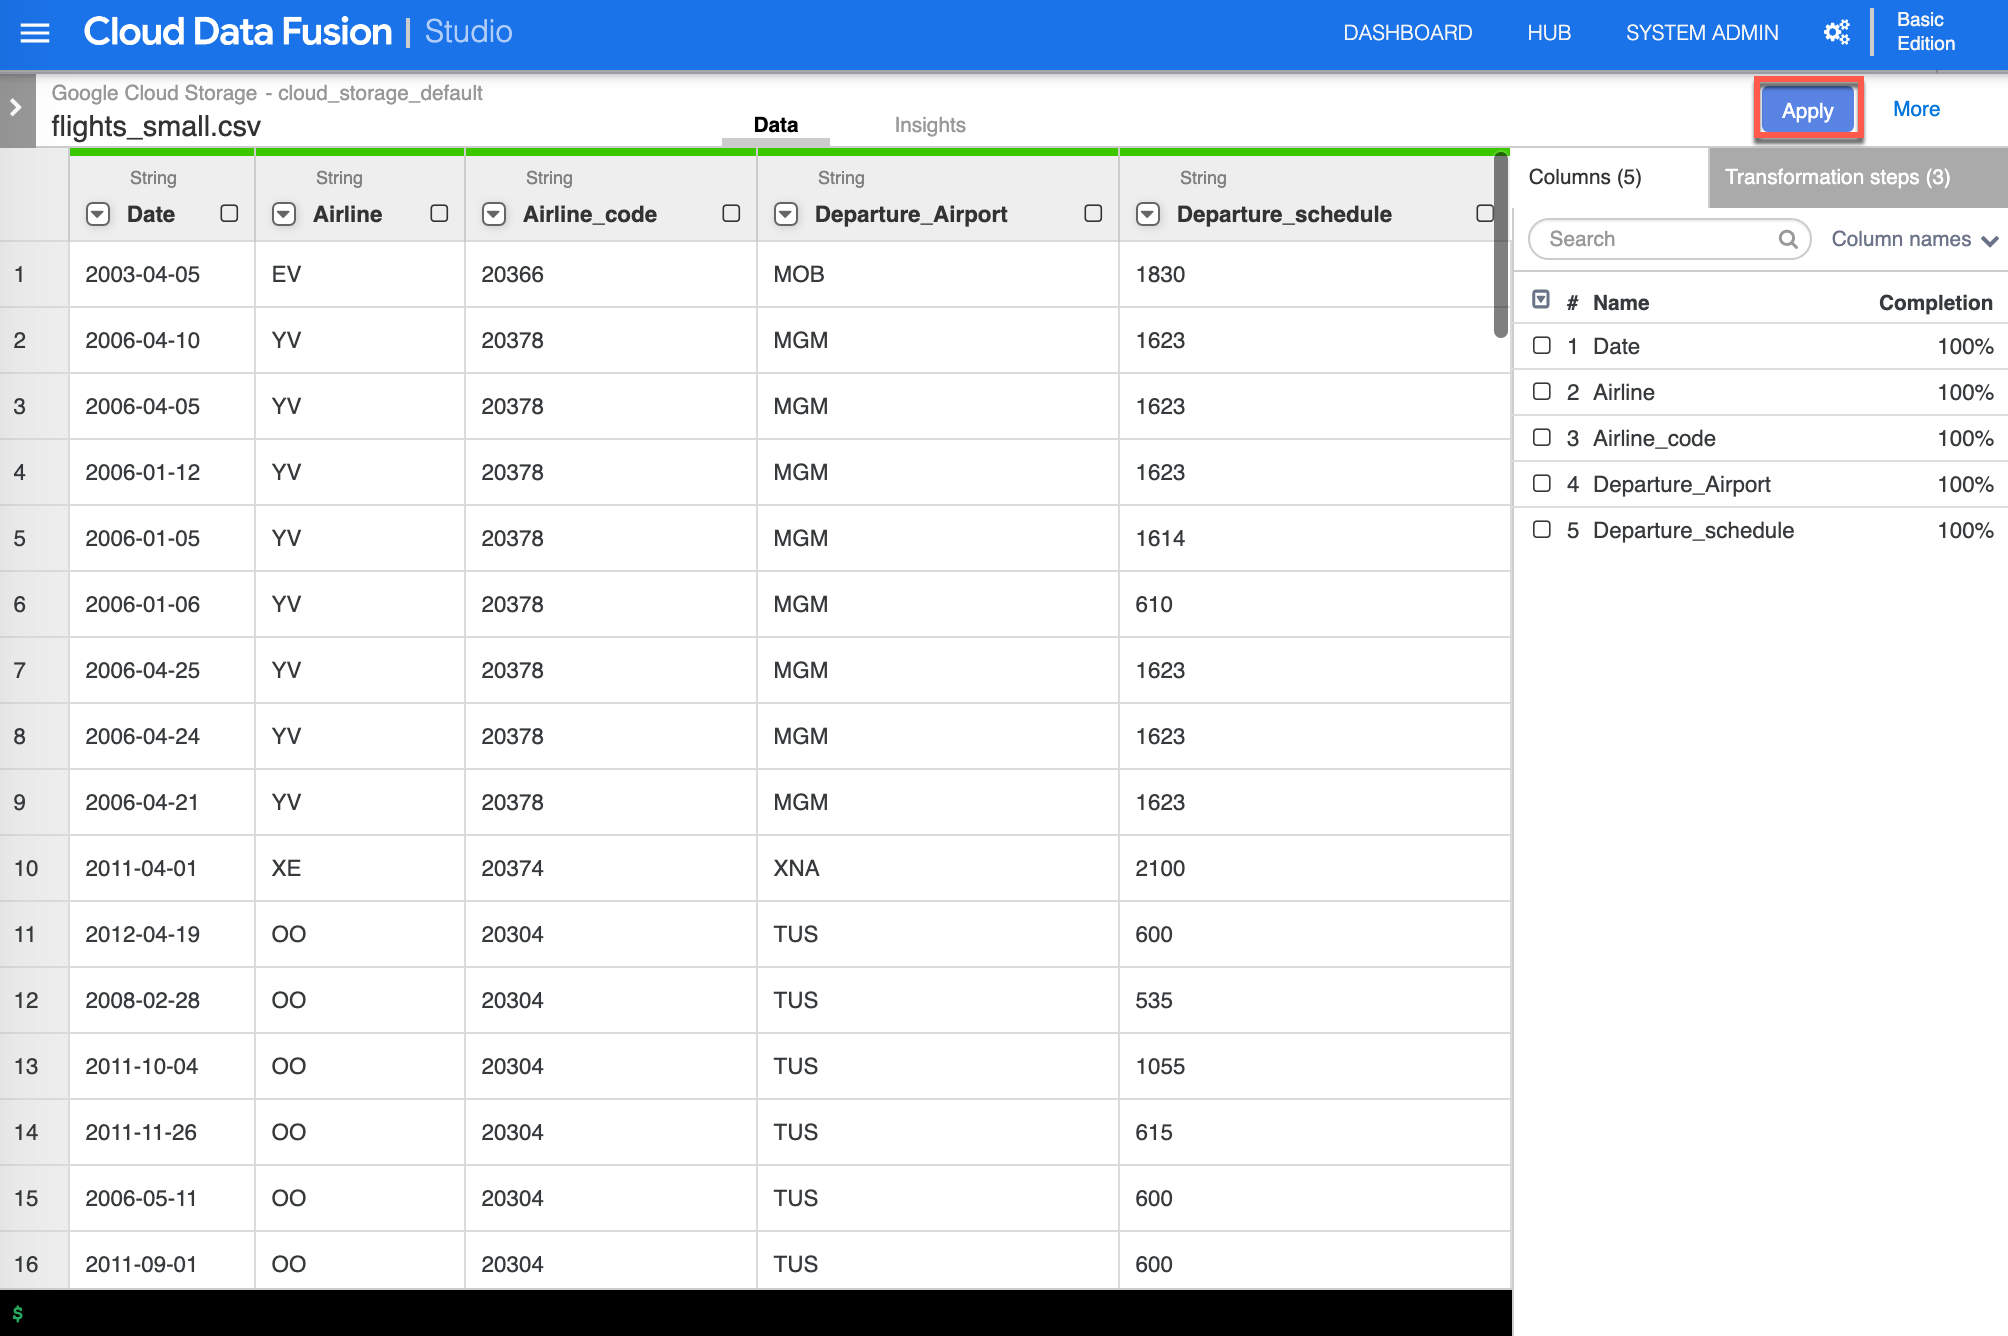 Cloud Data Fusion | Studio
DASHBOARD
HUB
SYSTEM ADMIN
Basic Edition
Google Cloud Storage - cloud_storage_default
flights_small.csv
Data
Insights
Apply
More
String String String String String
Date Airline Airline_code Departure_Airport Departure_schedule
1 2003-04-05 EV 20366 MOB 1830
2 2006-04-10 YV 20378 MGM 1623
3 2006-04-05 YV 20378 MGM 1623
4 2006-01-12 YV 20378 MGM 1623
5 2006-01-05 YV 20378 MGM 1614
6 2006-01-06 YV 20378 MGM 610
7 2006-04-25 YV 20378 MGM 1623
8 2006-04-24 YV 20378 MGM 1623
9 2006-04-21 YV 20378 MGM 1623
10 2011-04-01 XE 20374 XNA 2100
11 2012-04-19 OO 20304 TUS 600
12 2008-02-28 OO 20304 TUS 535
13 2011-10-04 OO 20304 TUS 1055
14 2011-11-26 OO 20304 TUS 615
15 2006-05-11 OO 20304 TUS 600
16 2011-09-01 OO 20304 TUS 600
$
Columns (5)
Transformation steps (3)
Search
Column names
# Name Completion
1 Date 100%
2 Airline 100%
3 Airline_code 100%
4 Departure_Airport 100%
5 Departure_schedule 100%